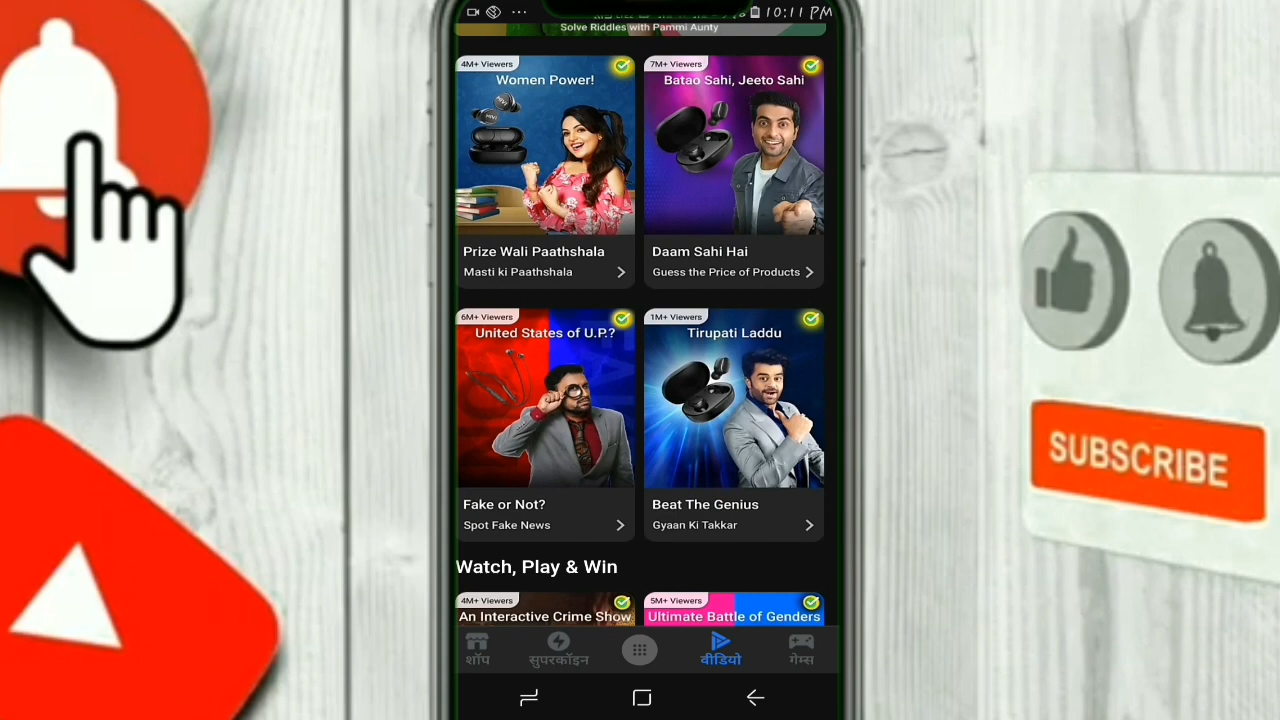 10:11 PM
Solve Riddles with Pammi Aunty
4M+ Viewers
Women Power!
MIVI
Prize Wali Paathshala
Masti ki Paathshala
7M+ Viewers
Batao Sahi, Jeeto Sahi
Daam Sahi Hai
Guess the Price of Products
6M+ Viewers
United States of U.P.?
Fake or Not?
Spot Fake News
1M+ Viewers
Tirupati Laddu
Beat The Genius
Gyaan Ki Takkar
Watch, Play & Win
4M+ Viewers
An Interactive Crime Show
5M+ Viewers
Ultimate Battle of Genders
शॉप
सुपरकॉइन
वीडियो
गेम्स
SUBSCRIBE